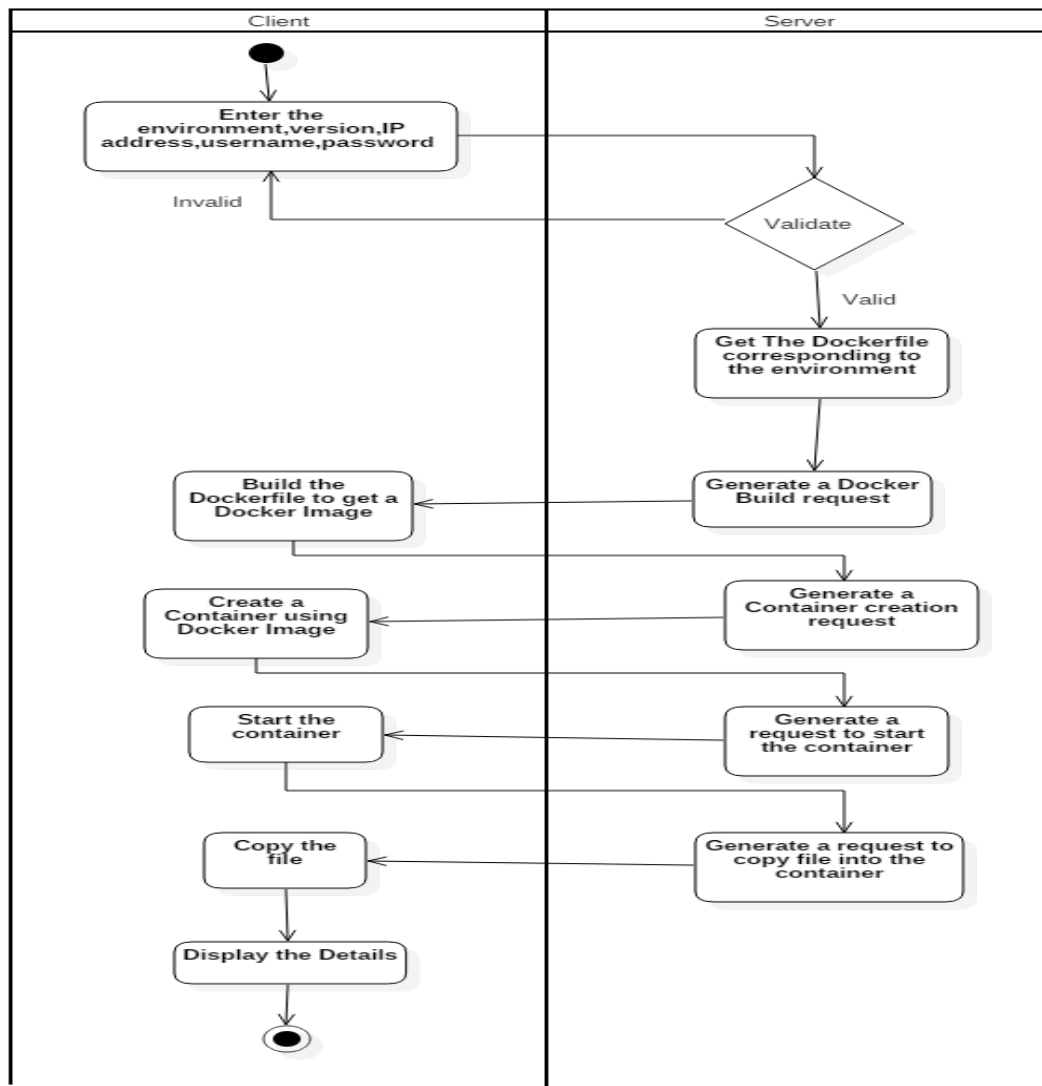 Client
Server
Enter the
environment,version,IP
address,username,password
Invalid
Validate
Valid
Get The Dockerfile
corresponding to
the environment
Build the
Dockerfile to get a
Docker Image
Generate a Docker
Build request
Create a
Container using
Docker Image
Generate a
Container creation
request
Start the
container
Generate a
request to start
the container
Copy the
file
Generate a request to
copy file into the
container
Display the Details